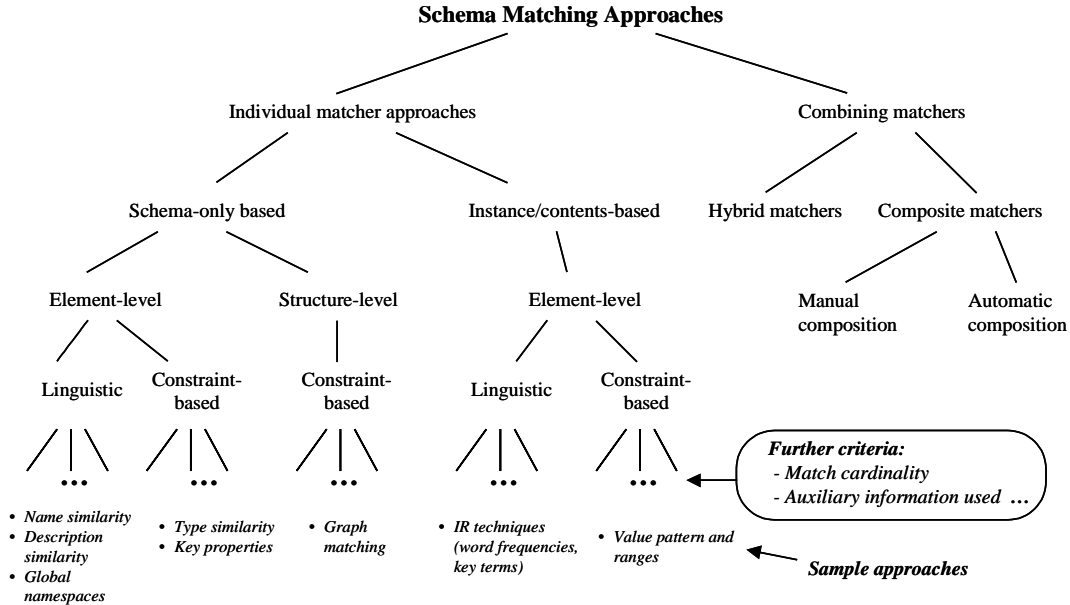 Schema Matching Approaches
Individual matcher approaches
Combining matchers
Schema-only based
Instance/contents-based
Hybrid matchers
Composite matchers
Element-level
Structure-level
Element-level
Manual
composition
Automatic
composition
Linguistic
Constraint-
based
Constraint-
based
Linguistic
Constraint-
based
Further criteria:
- Match cardinality
- Auxiliary information used ...
• Name similarity
• Description
similarity
• Global
namespaces
• Type similarity
• Key properties
• Graph
matching
• IR techniques
(word frequencies,
key terms)
• Value pattern and
ranges
Sample approaches